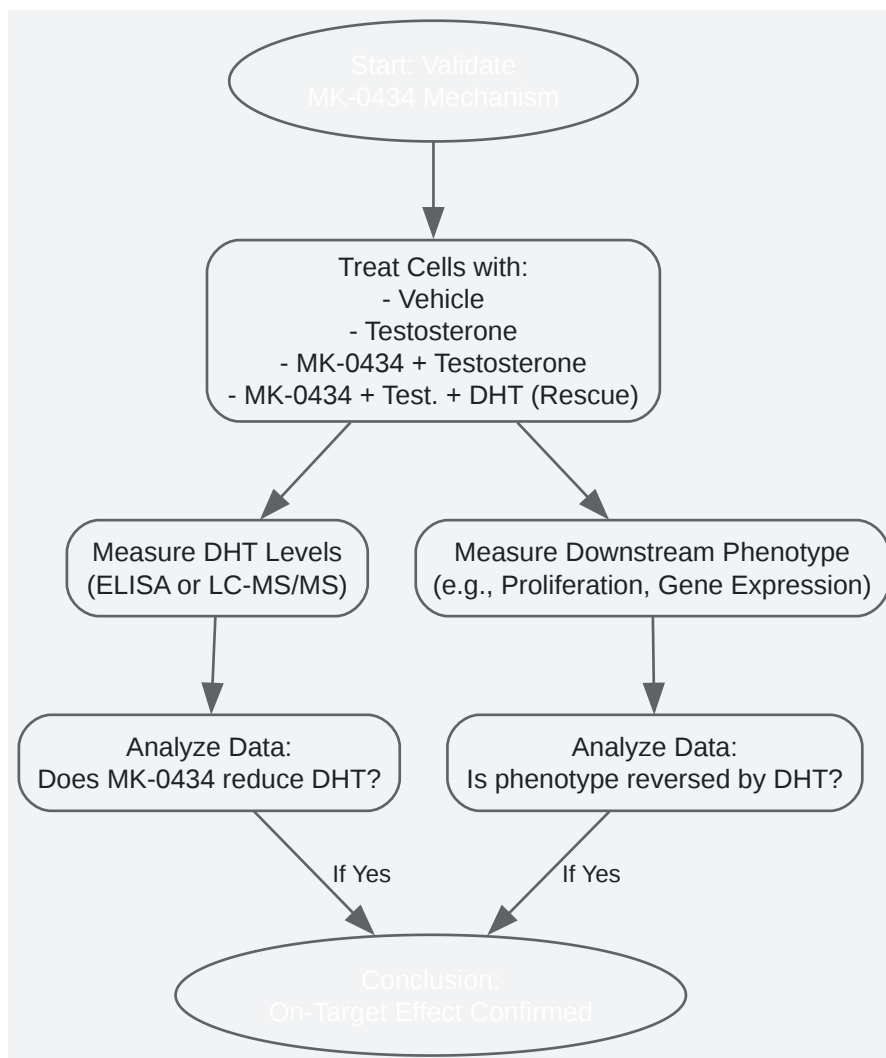 Start: Validate
MK-0434 Mechanism
Treat Cells with:
- Vehicle
- Testosterone
- MK-0434 + Testosterone
- MK-0434 + Test. + DHT (Rescue)
Measure DHT Levels
(ELISA or LC-MS/MS)
Measure Downstream Phenotype
(e.g., Proliferation, Gene Expression)
Analyze Data:
Does MK-0434 reduce DHT?
Analyze Data:
Is phenotype reversed by DHT?
If Yes
If Yes
Conclusion:
On-Target Effect Confirmed